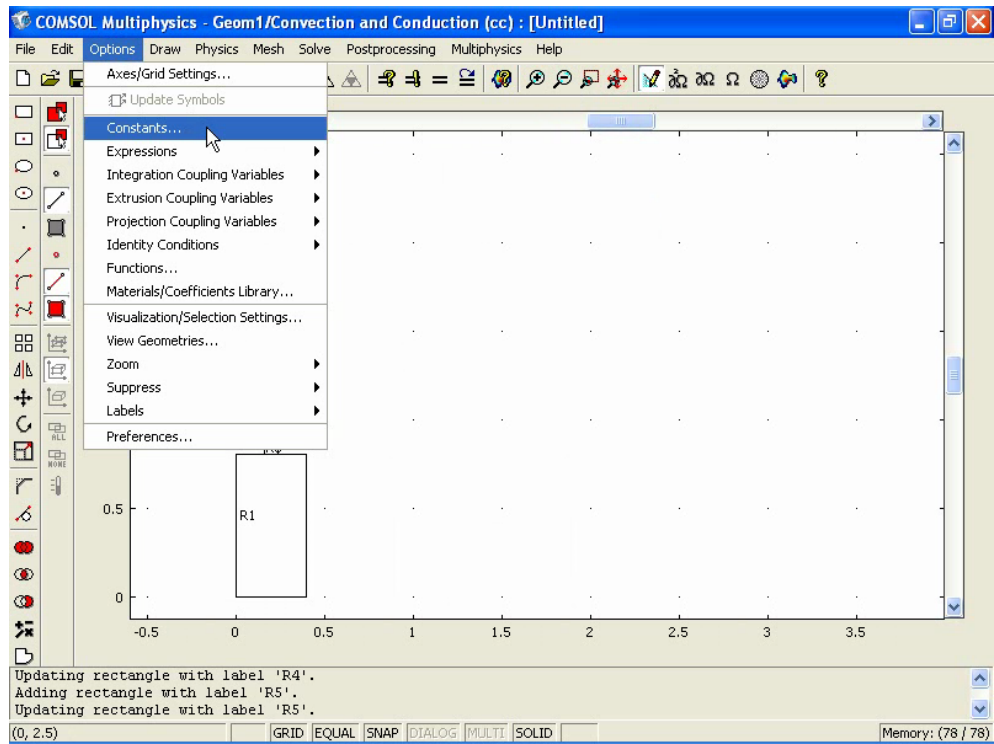 COMSOL Multiphysics - Geom1/Convection and Conduction (cc) : [Untitled]
File Edit Options Draw Physics Mesh Solve Postprocessing Multiphysics Help
Axes/Grid Settings...
Update Symbols
Constants...
Expressions
Integration Coupling Variables
Extrusion Coupling Variables
Projection Coupling Variables
Identity Conditions
Functions...
Materials/Coefficients Library...
Visualization/Selection Settings...
View Geometries...
Zoom
Suppress
Labels
Preferences...
ALL
NONE
0.5
R1
0
-0.5 0 0.5 1 1.5 2 2.5 3 3.5
Updating rectangle with label 'R4'.
Adding rectangle with label 'R5'.
Updating rectangle with label 'R5'.
(0, 2.5) GRID EQUAL SNAP DIALOG MULTI SOLID Memory: (78 / 78)